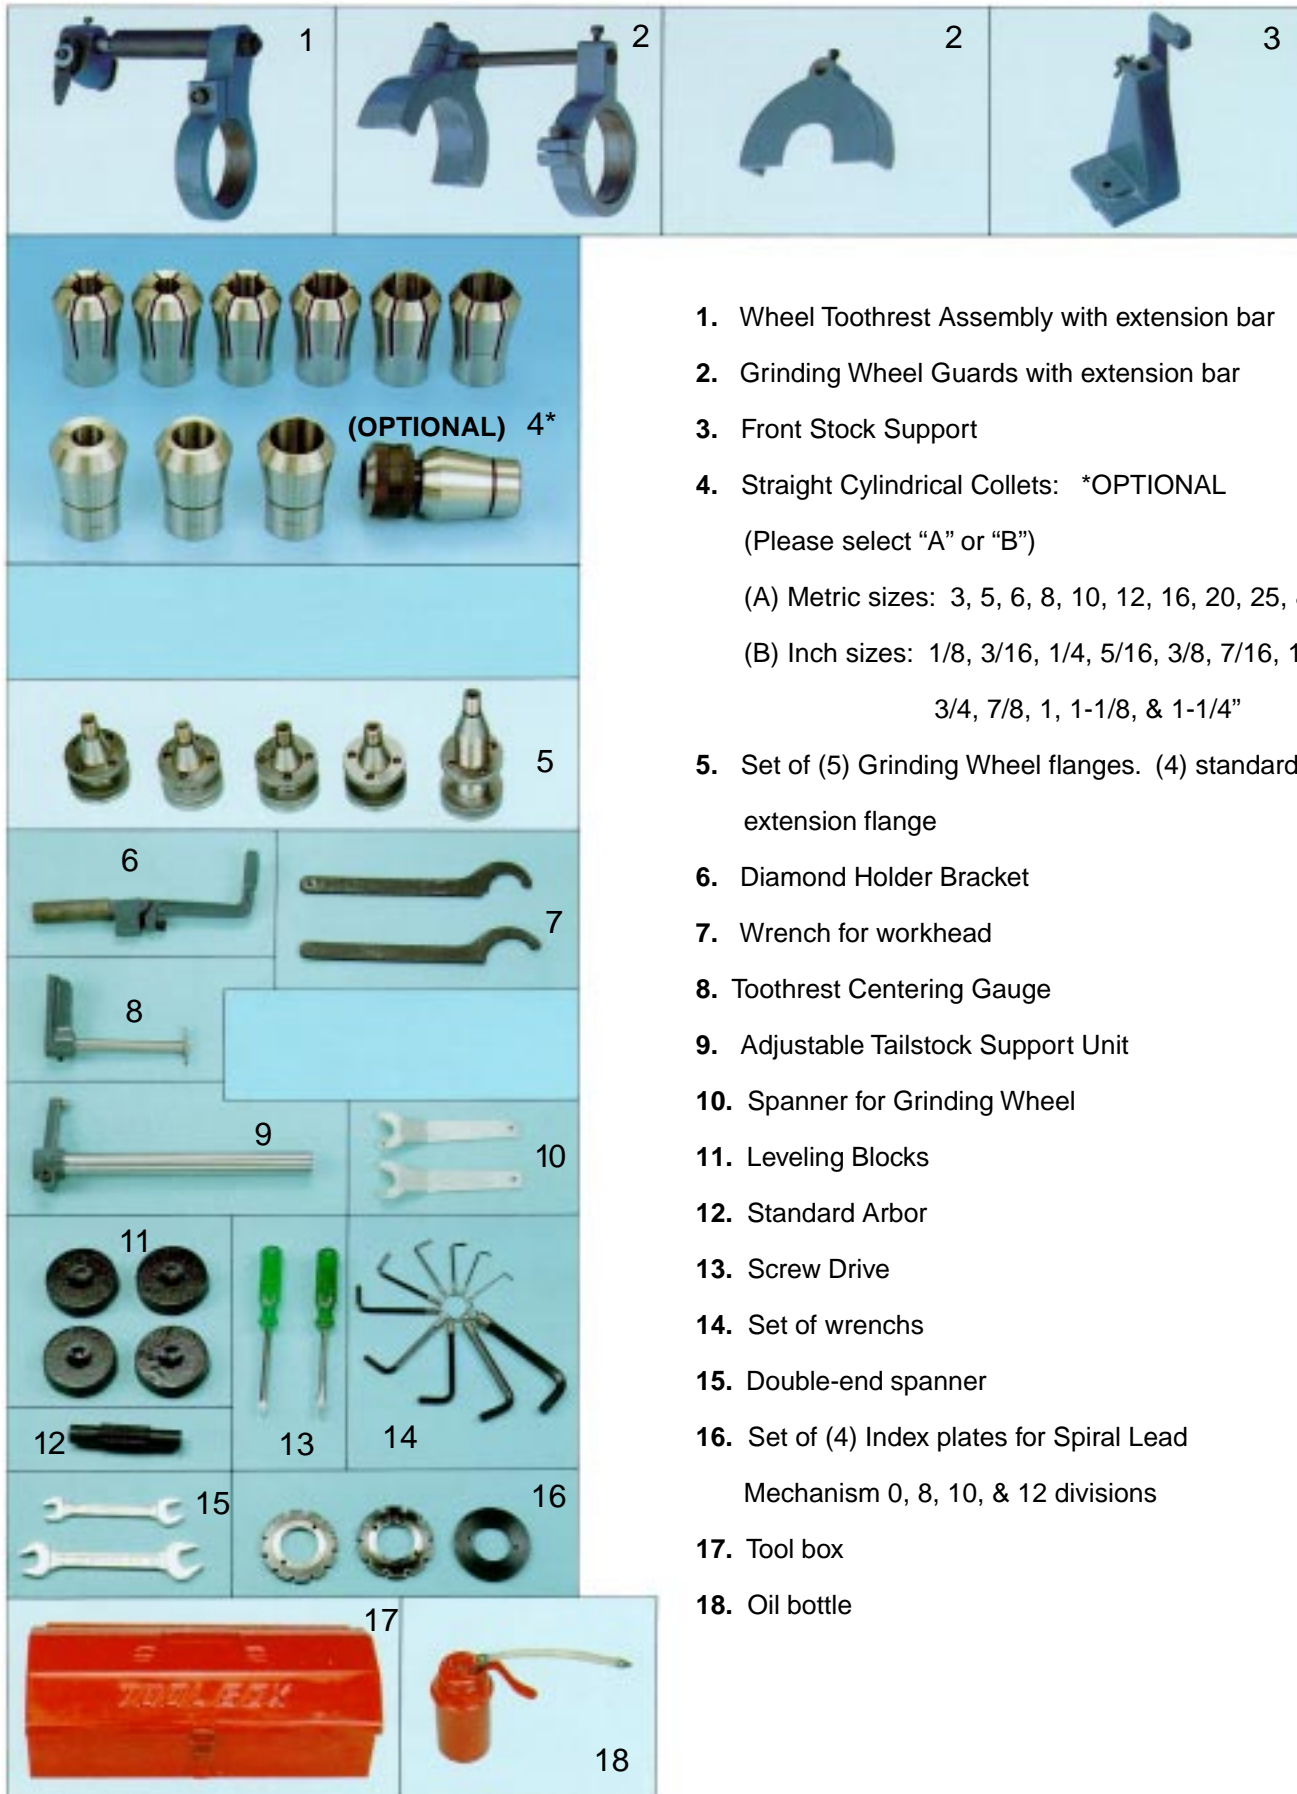 1
2
2
3
(OPTIONAL) 4*
5
6
7
8
9
10
11
12
13
14
15
16
17
TOOL BOX
18
1. Wheel Toothrest Assembly with extension bar
2. Grinding Wheel Guards with extension bar
3. Front Stock Support
4. Straight Cylindrical Collets: *OPTIONAL
(Please select “A” or “B”)
(A) Metric sizes: 3, 5, 6, 8, 10, 12, 16, 20, 25,
(B) Inch sizes: 1/8, 3/16, 1/4, 5/16, 3/8, 7/16,
3/4, 7/8, 1, 1-1/8, & 1-1/4”
5. Set of (5) Grinding Wheel flanges. (4) standard
extension flange
6. Diamond Holder Bracket
7. Wrench for workhead
8. Toothrest Centering Gauge
9. Adjustable Tailstock Support Unit
10. Spanner for Grinding Wheel
11. Leveling Blocks
12. Standard Arbor
13. Screw Drive
14. Set of wrenchs
15. Double-end spanner
16. Set of (4) Index plates for Spiral Lead
Mechanism 0, 8, 10, & 12 divisions
17. Tool box
18. Oil bottle